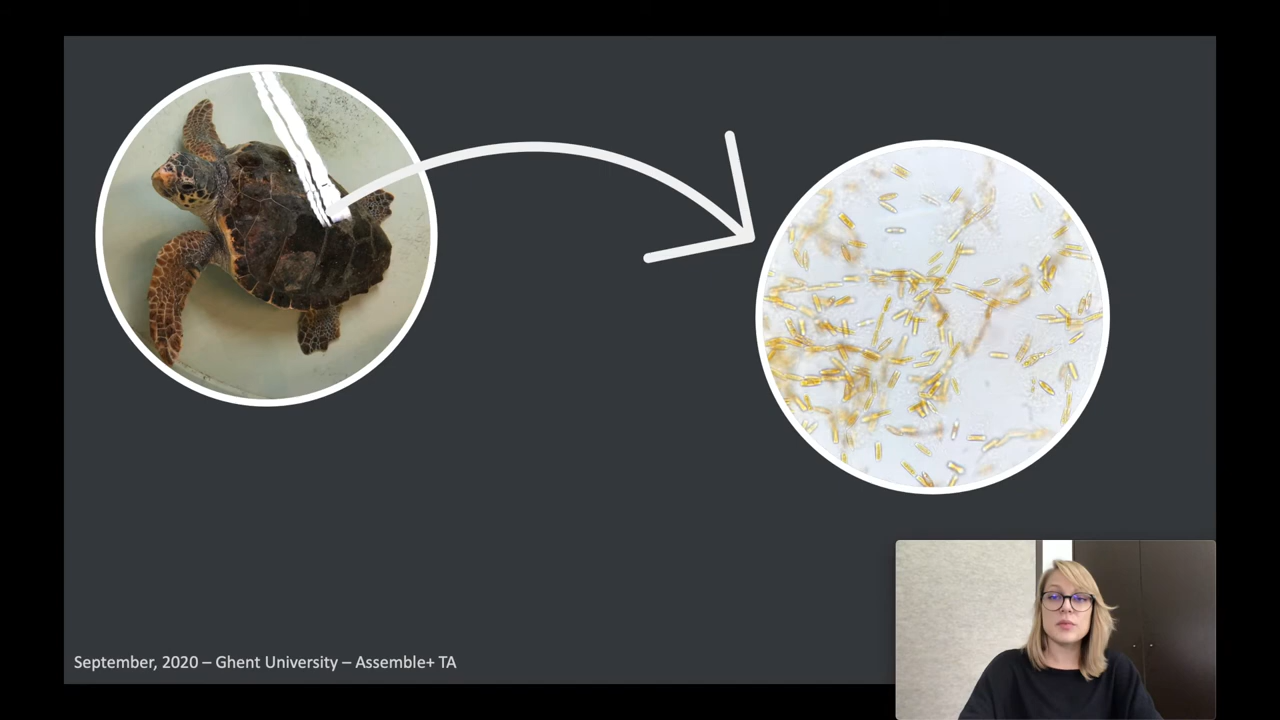 September, 2020 – Ghent University – Assemble+ TA